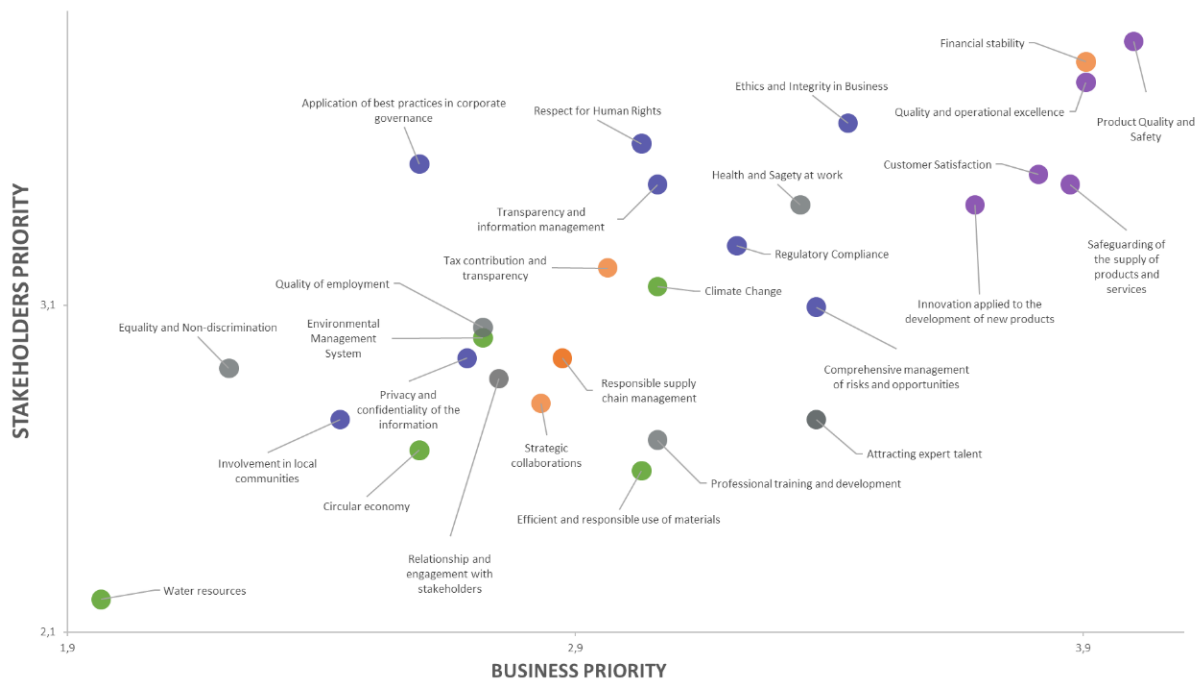 Financial stability
Ethics and Integrity in Business
Application of best practices in corporate
governance
Respect for Human Rights
Quality and operational excellence
Product Quality and
Safety
Customer Satisfaction
Health and Sagety at work
Transparency and
information management
Safeguarding of
the supply of
products and
services
Regulatory Compliance
Tax contribution and
transparency
Quality of employment
Climate Change
Innovation applied to the
development of new products
STAKEHOLDERS PRIORITY
3,1
Equality and Non-discrimination
Environmental
Management
System
Comprehensive management
of risks and opportunities
Responsible supply
chain management
Privacy and
confidentiality of the
information
Strategic
collaborations
Attracting expert talent
Involvement in local
communities
Professional training and development
Circular economy
Efficient and responsible use of materials
Relationship and
engagement with
stakeholders
Water resources
2,1
1,9
2,9
3,9
BUSINESS PRIORITY